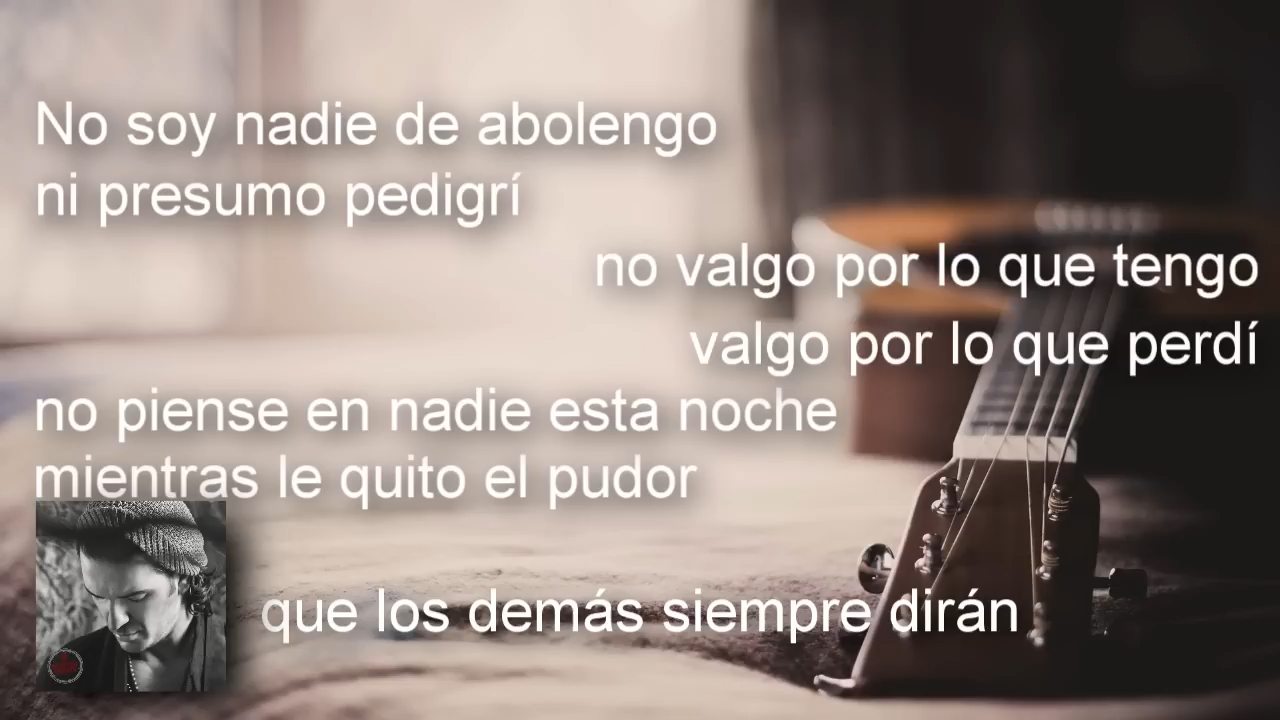 No soy nadie de abolengo
ni presumo pedigrí
no valgo por lo que tengo
valgo por lo que perdí
no piense en nadie esta noche
mientras le quito el pudor
que los demás siempre dirán